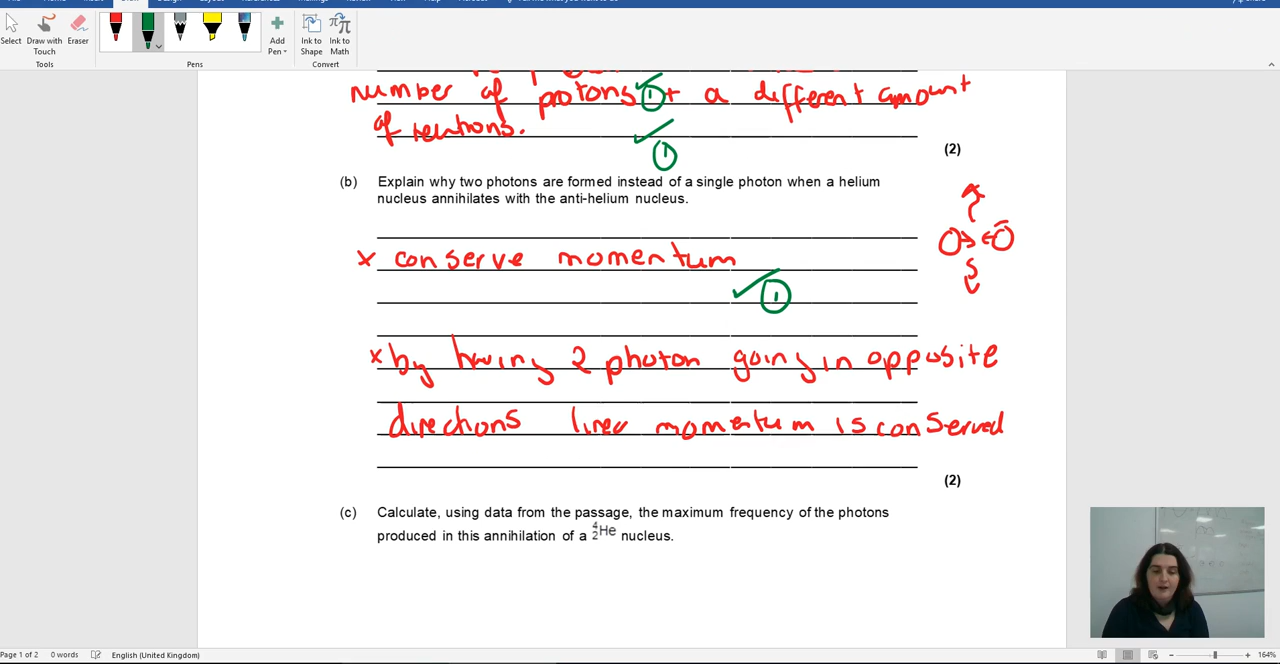 Select
Draw with
Touch
Eraser
Add
Pen
Ink to
Shape
Ink to
Math
Tools
Pens
Convert
number of protons ① + a different amount
of neutrons.
①
(2)
(b) Explain why two photons are formed instead of a single photon when a helium
nucleus annihilates with the anti-helium nucleus.
x conserve momentum
①
x by having 2 photon going in opposite
directions linear momentum is conserved
(2)
(c) Calculate, using data from the passage, the maximum frequency of the photons
produced in this annihilation of a ⁴₂He nucleus.
Page 1 of 2 0 words English (United Kingdom) 164%